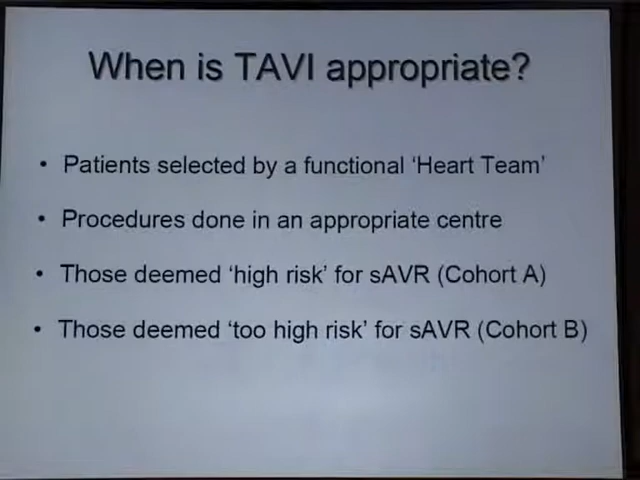 When is TAVI appropriate?
• Patients selected by a functional ‘Heart Team’
• Procedures done in an appropriate centre
• Those deemed ‘high risk’ for sAVR (Cohort A)
• Those deemed ‘too high risk’ for sAVR (Cohort B)